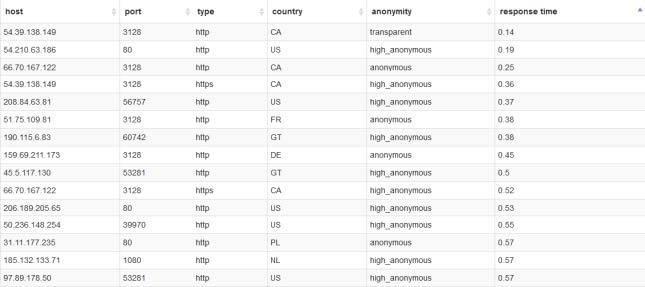 host port type country anonymity response time
54.39.138.149 3128 http CA transparent 0.14
54.210.63.186 80 http US high_anonymous 0.19
66.70.167.122 3128 http CA anonymous 0.25
54.39.138.149 3128 https CA high_anonymous 0.36
208.84.63.81 56757 http US high_anonymous 0.37
51.75.109.81 3128 http FR anonymous 0.38
190.115.6.83 60742 http GT high_anonymous 0.38
159.69.211.173 3128 http DE anonymous 0.45
45.5.117.130 53281 http GT high_anonymous 0.5
66.70.167.122 3128 https CA high_anonymous 0.52
206.189.205.65 80 http US high_anonymous 0.53
50.236.148.254 39970 http US high_anonymous 0.55
31.11.177.235 80 http PL anonymous 0.57
185.132.133.71 1080 http NL high_anonymous 0.57
97.89.178.50 53281 http US high_anonymous 0.57